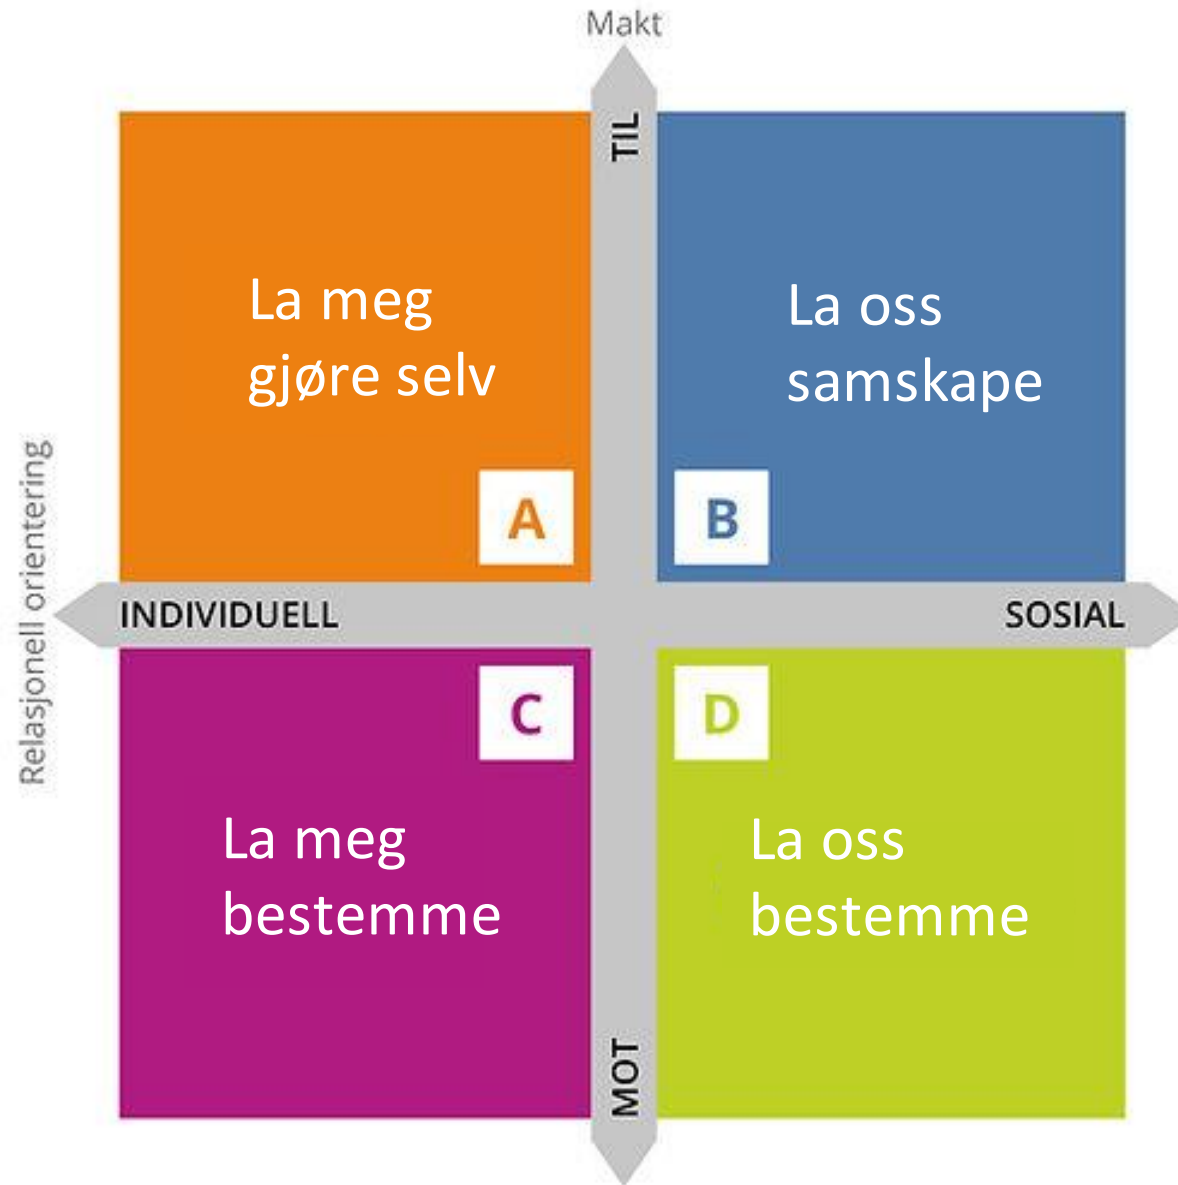 Makt
TIL
La meg
gjøre selv
La oss
samskape
A
B
Relasjonell orientering
INDIVIDUELL
SOSIAL
C
D
La meg
bestemme
La oss
bestemme
MOT